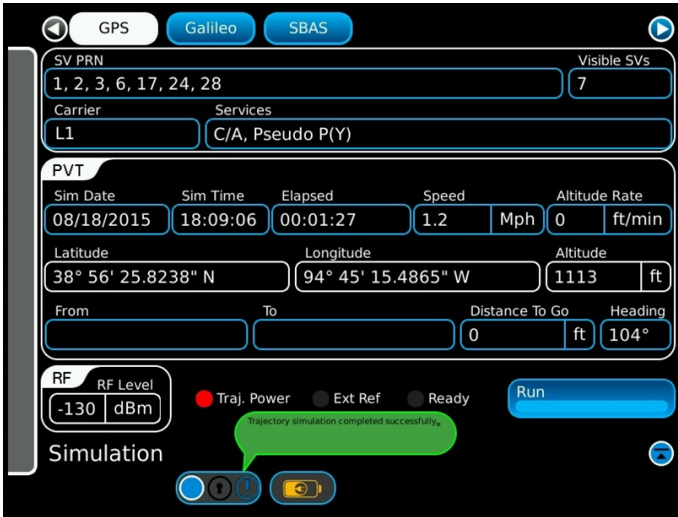 GPS
Galileo
SBAS
SV PRN
Visible SVs
1, 2, 3, 6, 17, 24, 28
7
Carrier
Services
L1
C/A, Pseudo P(Y)
PVT
Sim Date
Sim Time
Elapsed
Speed
Altitude Rate
08/18/2015
18:09:06
00:01:27
1.2
Mph
0
ft/min
Latitude
Longitude
Altitude
38° 56' 25.8238" N
94° 45' 15.4865" W
1113
ft
From
To
Distance To Go
Heading
0
ft
104°
RF
RF Level
-130
dBm
Traj. Power
Ext Ref
Ready
Run
Trajectory simulation completed successfully
Simulation